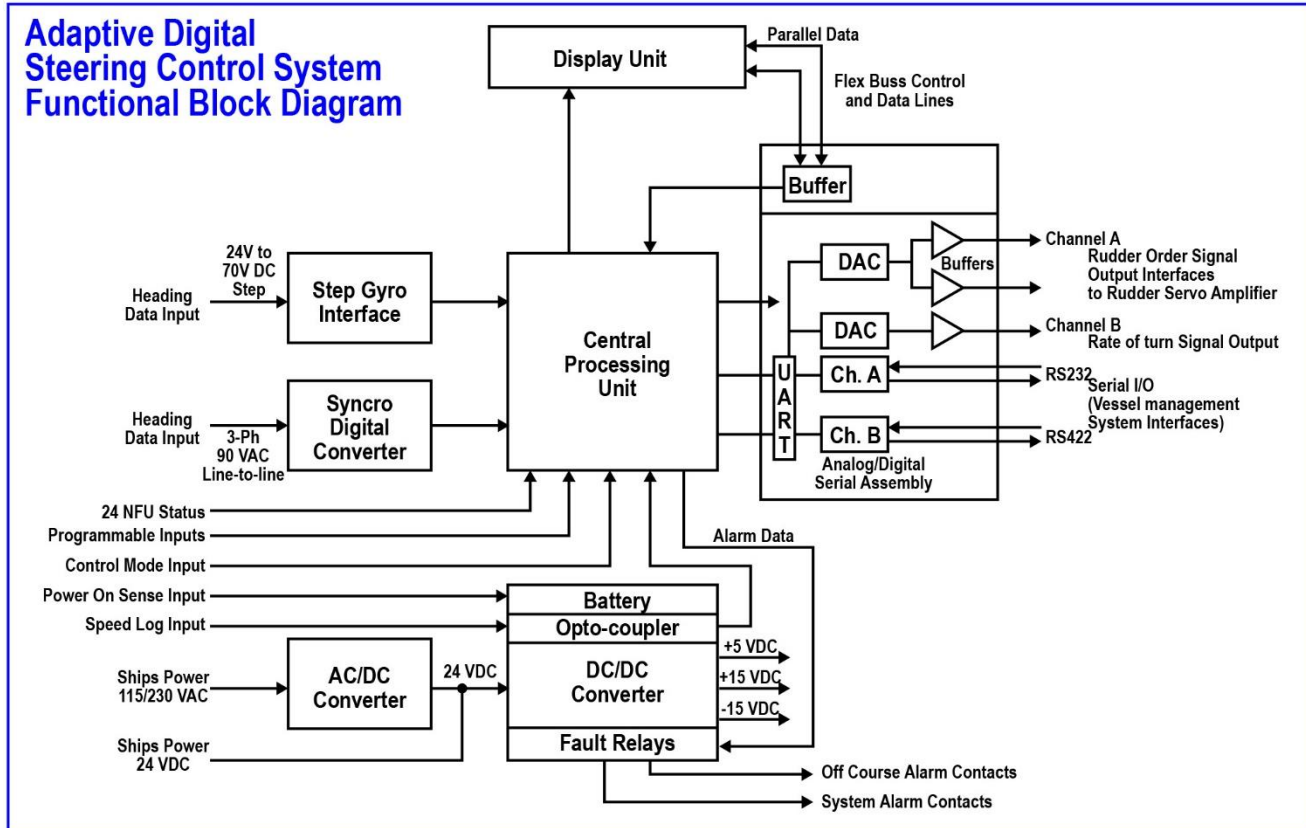 Adaptive Digital
Steering Control System
Functional Block Diagram
Display Unit
Parallel Data
Flex Buss Control
and Data Lines
Buffer
24V to
70V DC
Step
Heading
Data Input
Step Gyro
Interface
Central
Processing
Unit
DAC
Buffers
Channel A
Rudder Order Signal
Output Interfaces
to Rudder Servo Amplifier
DAC
Channel B
Rate of turn Signal Output
UART
Ch. A
RS232
Serial I/O
(Vessel management
System Interfaces)
Ch. B
RS422
Analog/Digital
Serial Assembly
Heading
Data Input
3-Ph
90 VAC
Line-to-line
Syncro
Digital
Converter
24 NFU Status
Programmable Inputs
Control Mode Input
Alarm Data
Power On Sense Input
Battery
Speed Log Input
Opto-coupler
Ships Power
115/230 VAC
AC/DC
Converter
24 VDC
DC/DC
Converter
+5 VDC
+15 VDC
-15 VDC
Ships Power
24 VDC
Fault Relays
Off Course Alarm Contacts
System Alarm Contacts